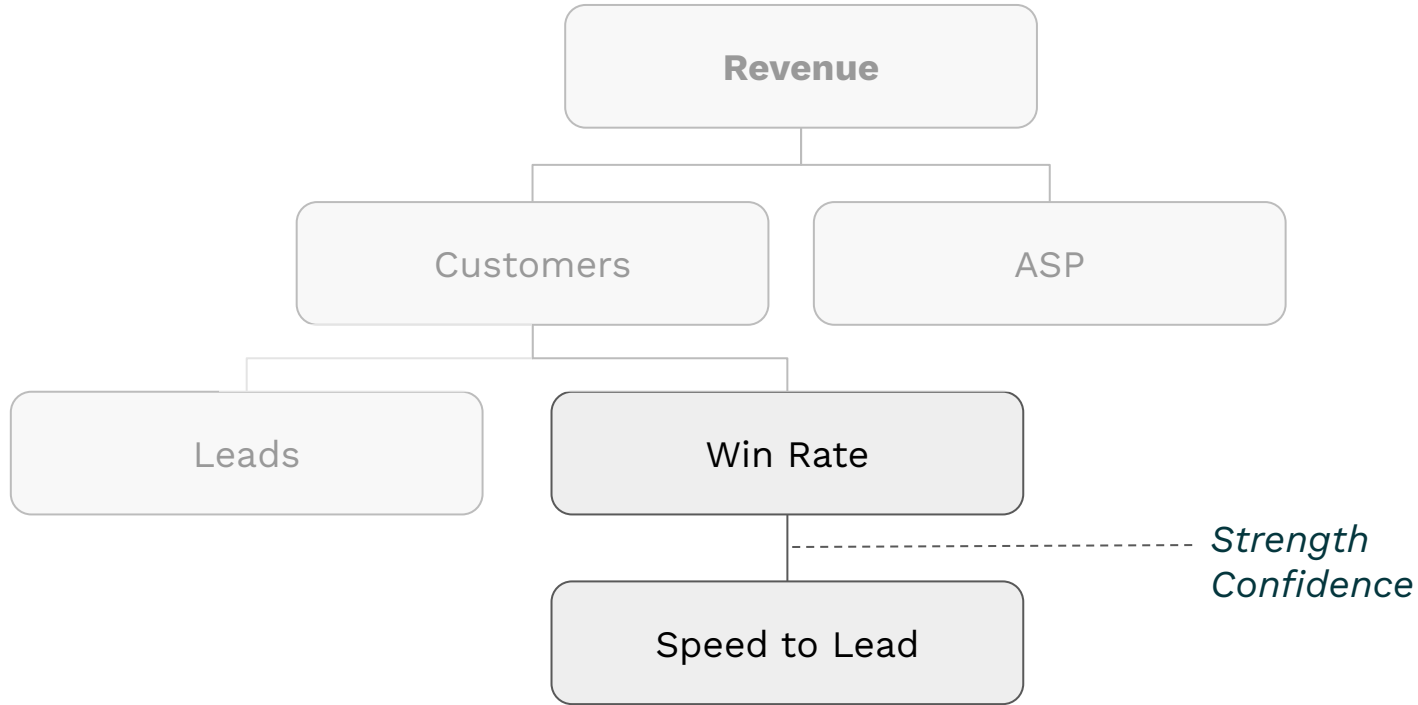 Revenue
Customers
ASP
Leads
Win Rate
Strength
Confidence
Speed to Lead